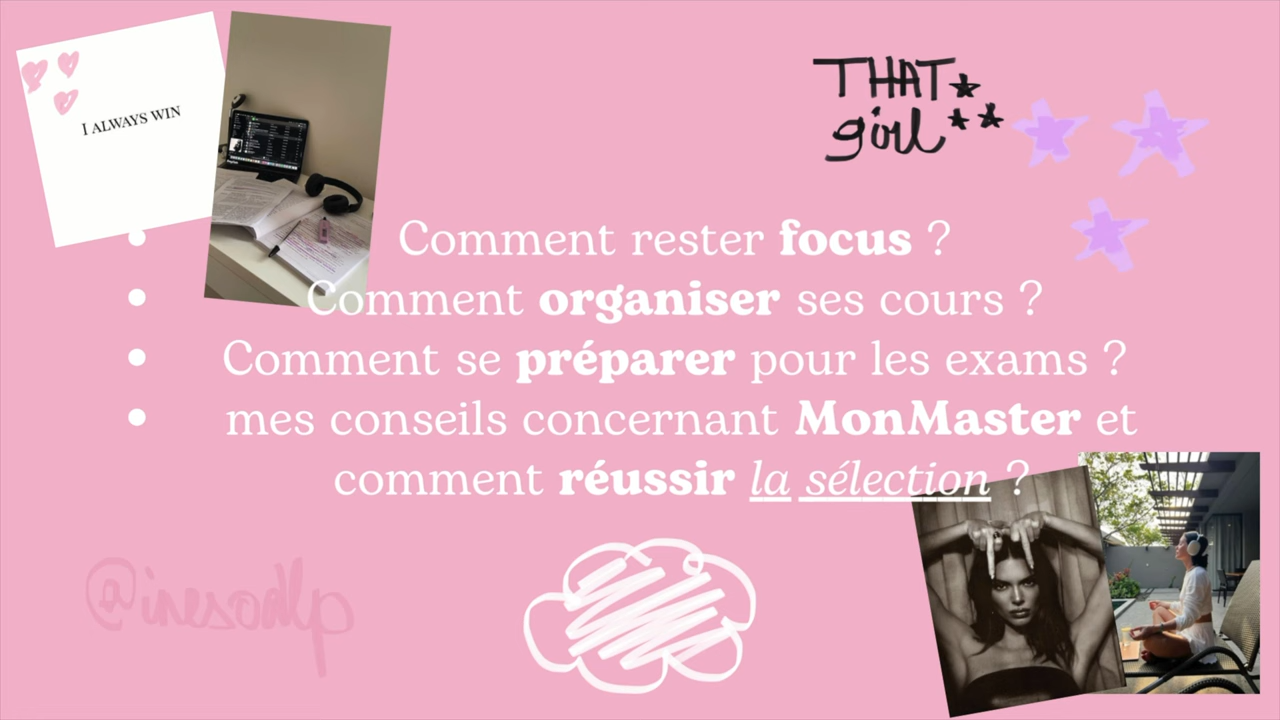 I ALWAYS WIN
THAT
girl
Comment rester focus ?
Comment organiser ses cours ?
Comment se préparer pour les exams ?
mes conseils concernant MonMaster et
comment réussir la sélection ?
@inesodlp